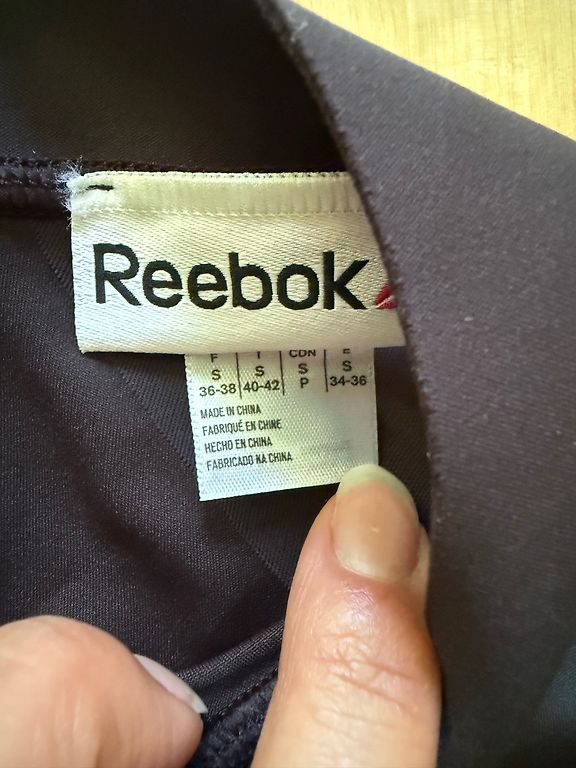 Reebok
F I CDN E
S S S S
36-38 40-42 P 34-36
MADE IN CHINA
FABRIQUÉ EN CHINE
HECHO EN CHINA
FABRICADO NA CHINA